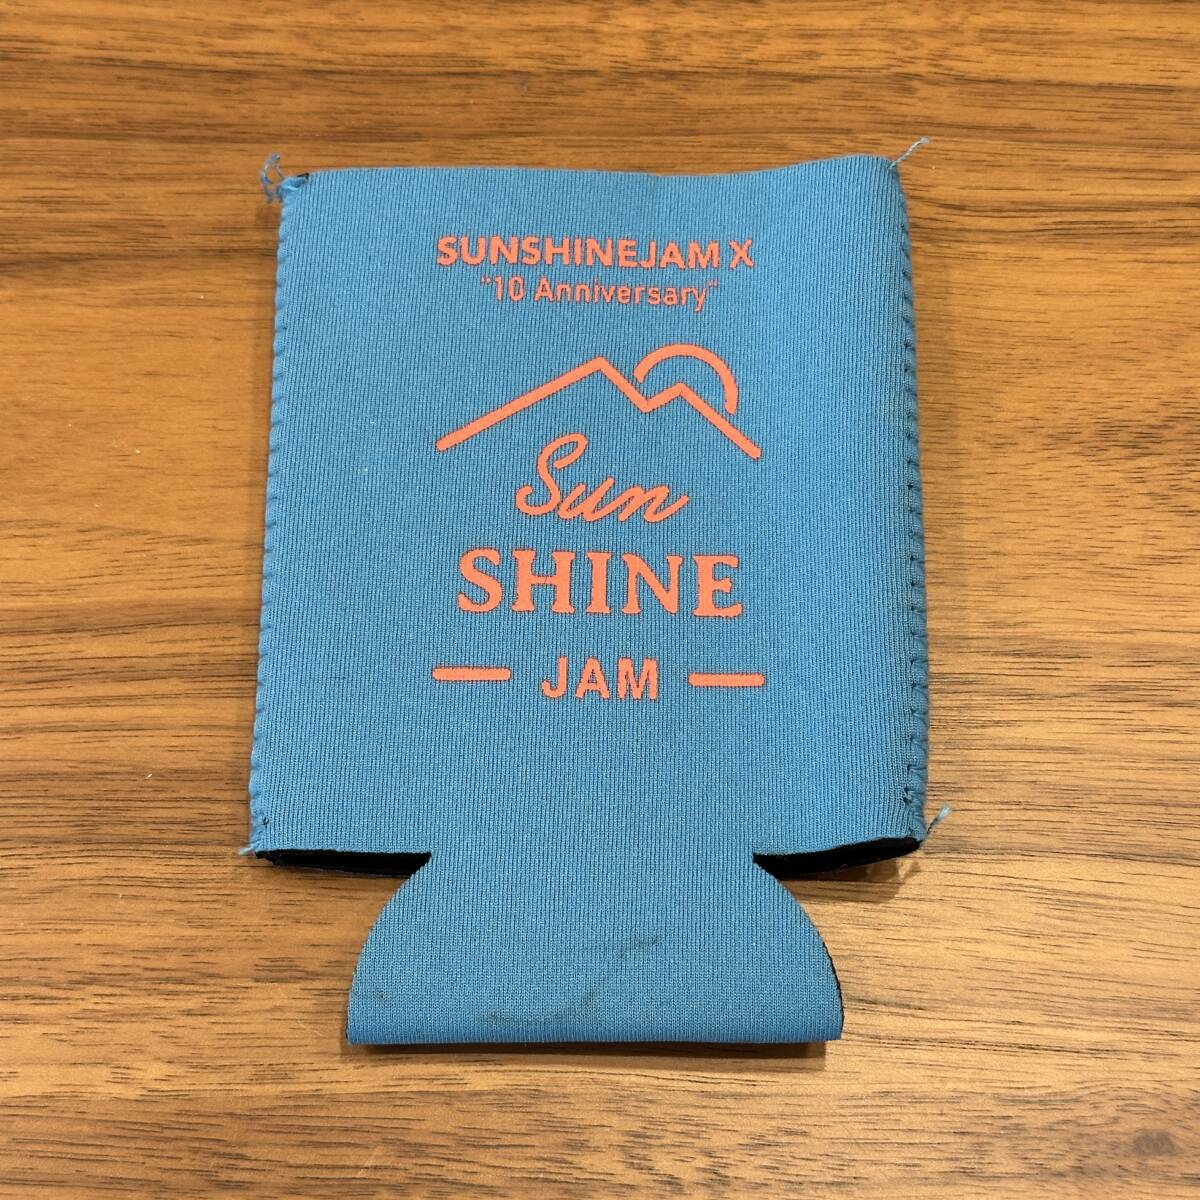 SUNSHINEJAM X
"10 Anniversary"
Sun
SHINE
JAM